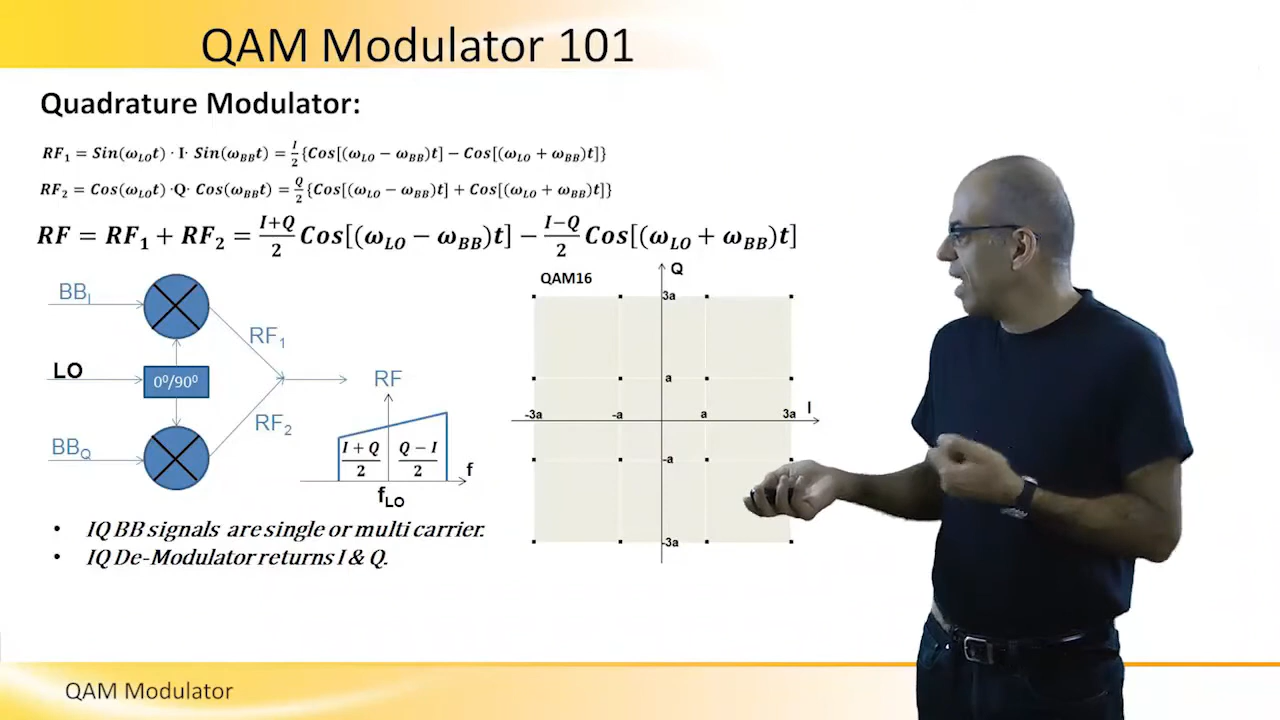 QAM Modulator 101
Quadrature Modulator:
RF₁ = Sin(ω_LO t) · I · Sin(ω_BB t) = I/2 {Cos[(ω_LO − ω_BB)t] − Cos[(ω_LO + ω_BB)t]}
RF₂ = Cos(ω_LO t) · Q · Cos(ω_BB t) = Q/2 {Cos[(ω_LO − ω_BB)t] + Cos[(ω_LO + ω_BB)t]}
RF = RF₁ + RF₂ = I+Q/2 Cos[(ω_LO − ω_BB)t] − I−Q/2 Cos[(ω_LO + ω_BB)t]
BB_I
RF₁
LO
0⁰/90⁰
RF
BB_Q
RF₂
I + Q
2
Q − I
2
f
f_LO
QAM16
Q
3a
a
-3a
-a
a
3a
I
-a
-3a
• IQ BB signals are single or multi carrier.
• IQ De-Modulator returns I & Q.
QAM Modulator